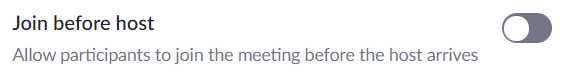 Join before host
Allow participants to join the meeting before the host arrives